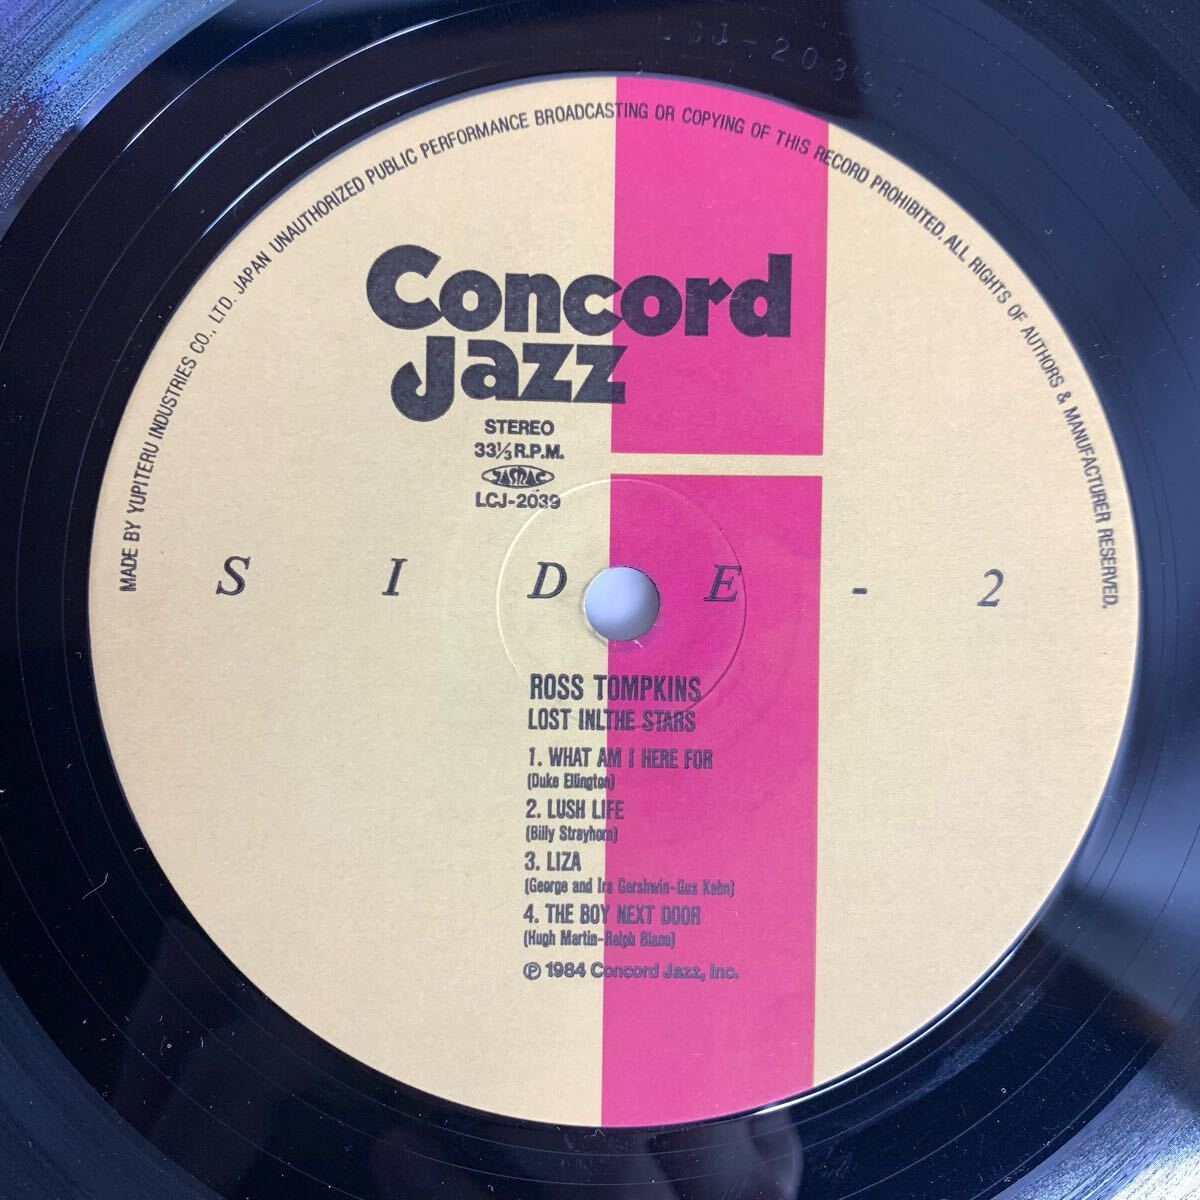 LCJ-2039
MADE BY YUPITERU INDUSTRIES CO., LTD. JAPAN UNAUTHORIZED PUBLIC PERFORMANCE BROADCASTING OR COPYING OF THIS RECORD PROHIBITED. ALL RIGHTS OF AUTHORS & MANUFACTURER RESERVED.
Concord
Jazz
STEREO
33⅓ R.P.M.
JASRAC
LCJ-2039
SIDE-2
ROSS TOMPKINS
LOST INLTHE STARS
1. WHAT AM I HERE FOR
(Duke Ellington)
2. LUSH LIFE
(Billy Strayhorn)
3. LIZA
(George and Ira Gershwin-Gus Kahn)
4. THE BOY NEXT DOOR
(Hugh Martin-Ralph Blane)
℗ 1984 Concord Jazz, Inc.